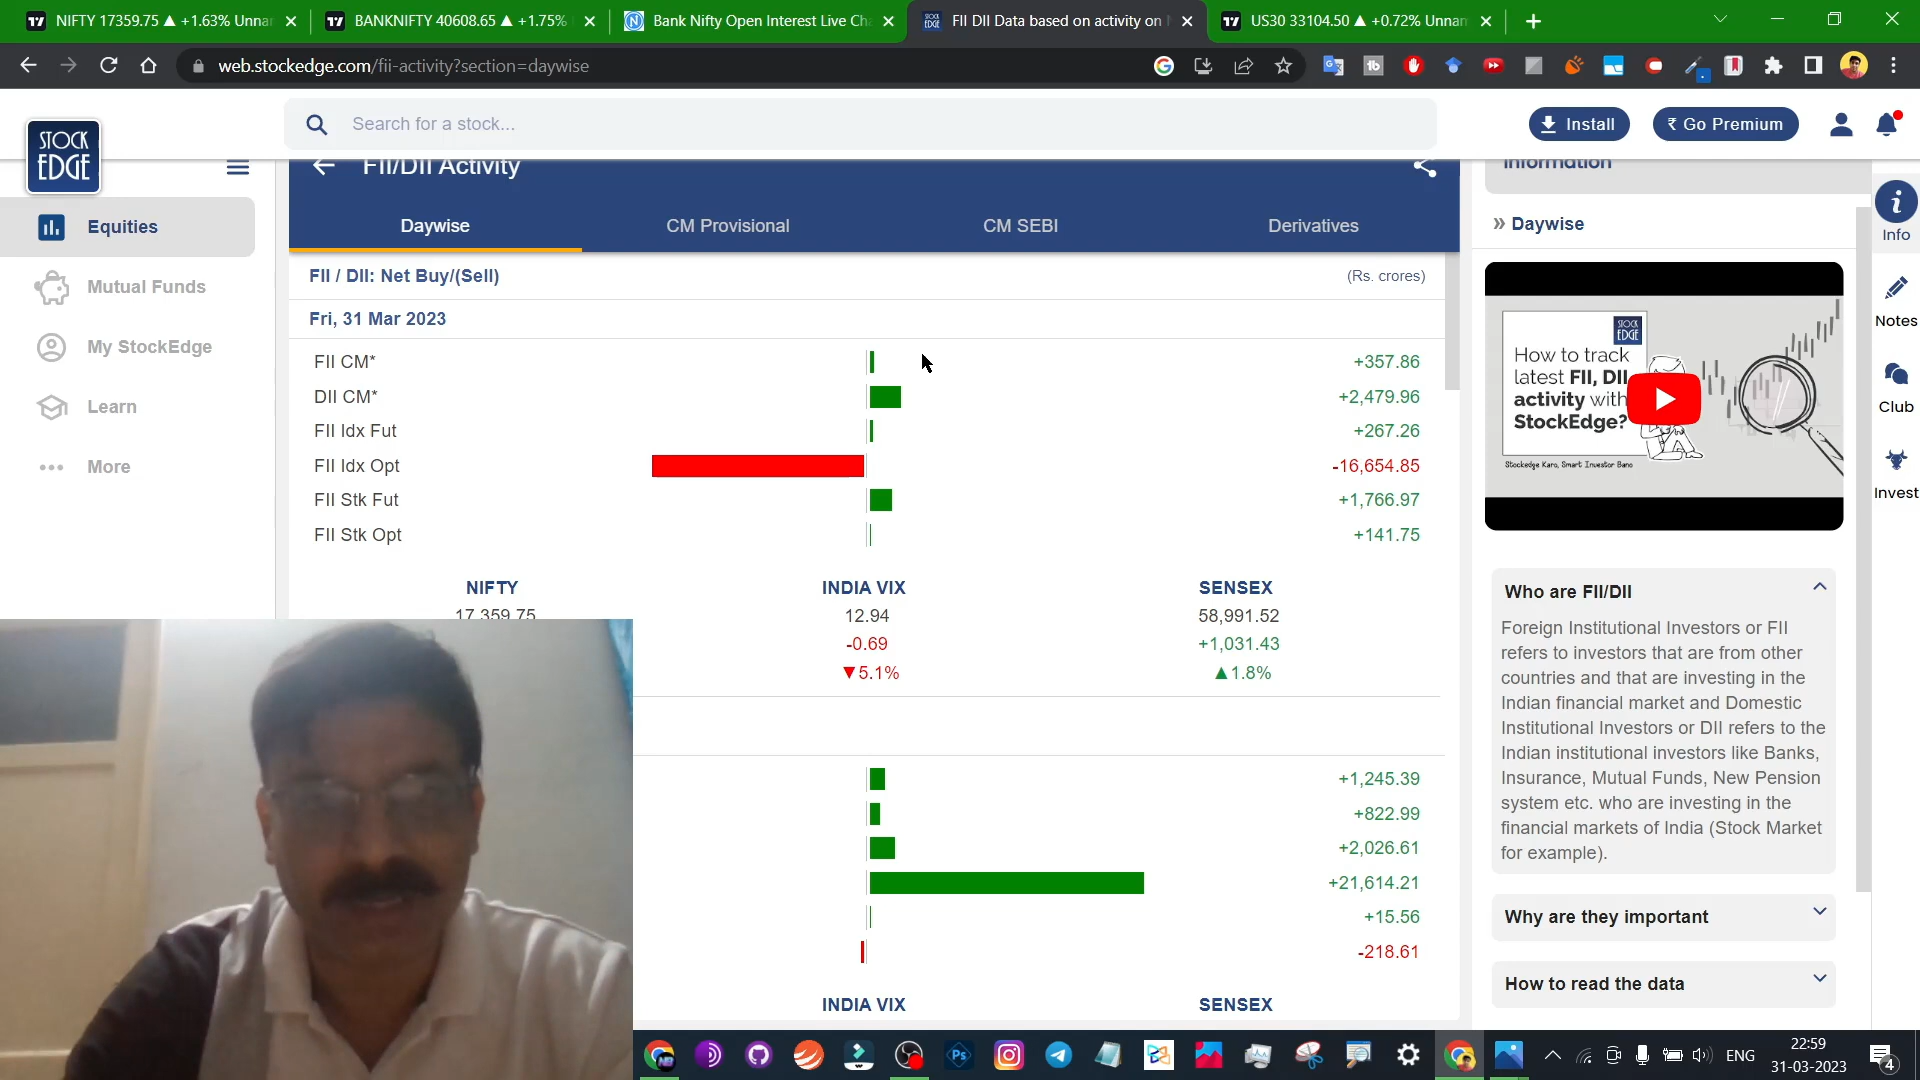 NIFTY 17359.75 ▲ +1.63% Unna
BANKNIFTY 40608.65 ▲ +1.75%
Bank Nifty Open Interest Live Cha
FII DII Data based on activity on
US30 33104.50 ▲ +0.72% Unnam
web.stockedge.com/fii-activity?section=daywise
STOCK
EDGE
Search for a stock...
Install
₹ Go Premium
Equities
Mutual Funds
My StockEdge
Learn
More
FII/DII Activity
Daywise
CM Provisional
CM SEBI
Derivatives
FII / DII: Net Buy/(Sell)
(Rs. crores)
Fri, 31 Mar 2023
FII CM*
+357.86
DII CM*
+2,479.96
FII Idx Fut
+267.26
FII Idx Opt
-16,654.85
FII Stk Fut
+1,766.97
FII Stk Opt
+141.75
NIFTY
INDIA VIX
SENSEX
17,359.75
12.94
58,991.52
-0.69
+1,031.43
▼5.1%
▲1.8%
+1,245.39
+822.99
+2,026.61
+21,614.21
+15.56
-218.61
INDIA VIX
SENSEX
Information
» Daywise
STOCK
EDGE
How to track
latest FII, DII
activity with
StockEdge?
Stockedge Karo, Smart Investor Bano
Who are FII/DII
Foreign Institutional Investors or FII
refers to investors that are from other
countries and that are investing in the
Indian financial market and Domestic
Institutional Investors or DII refers to the
Indian institutional investors like Banks,
Insurance, Mutual Funds, New Pension
system etc. who are investing in the
financial markets of India (Stock Market
for example).
Why are they important
How to read the data
Info
Notes
Club
Invest
ENG
22:59
31-03-2023
4